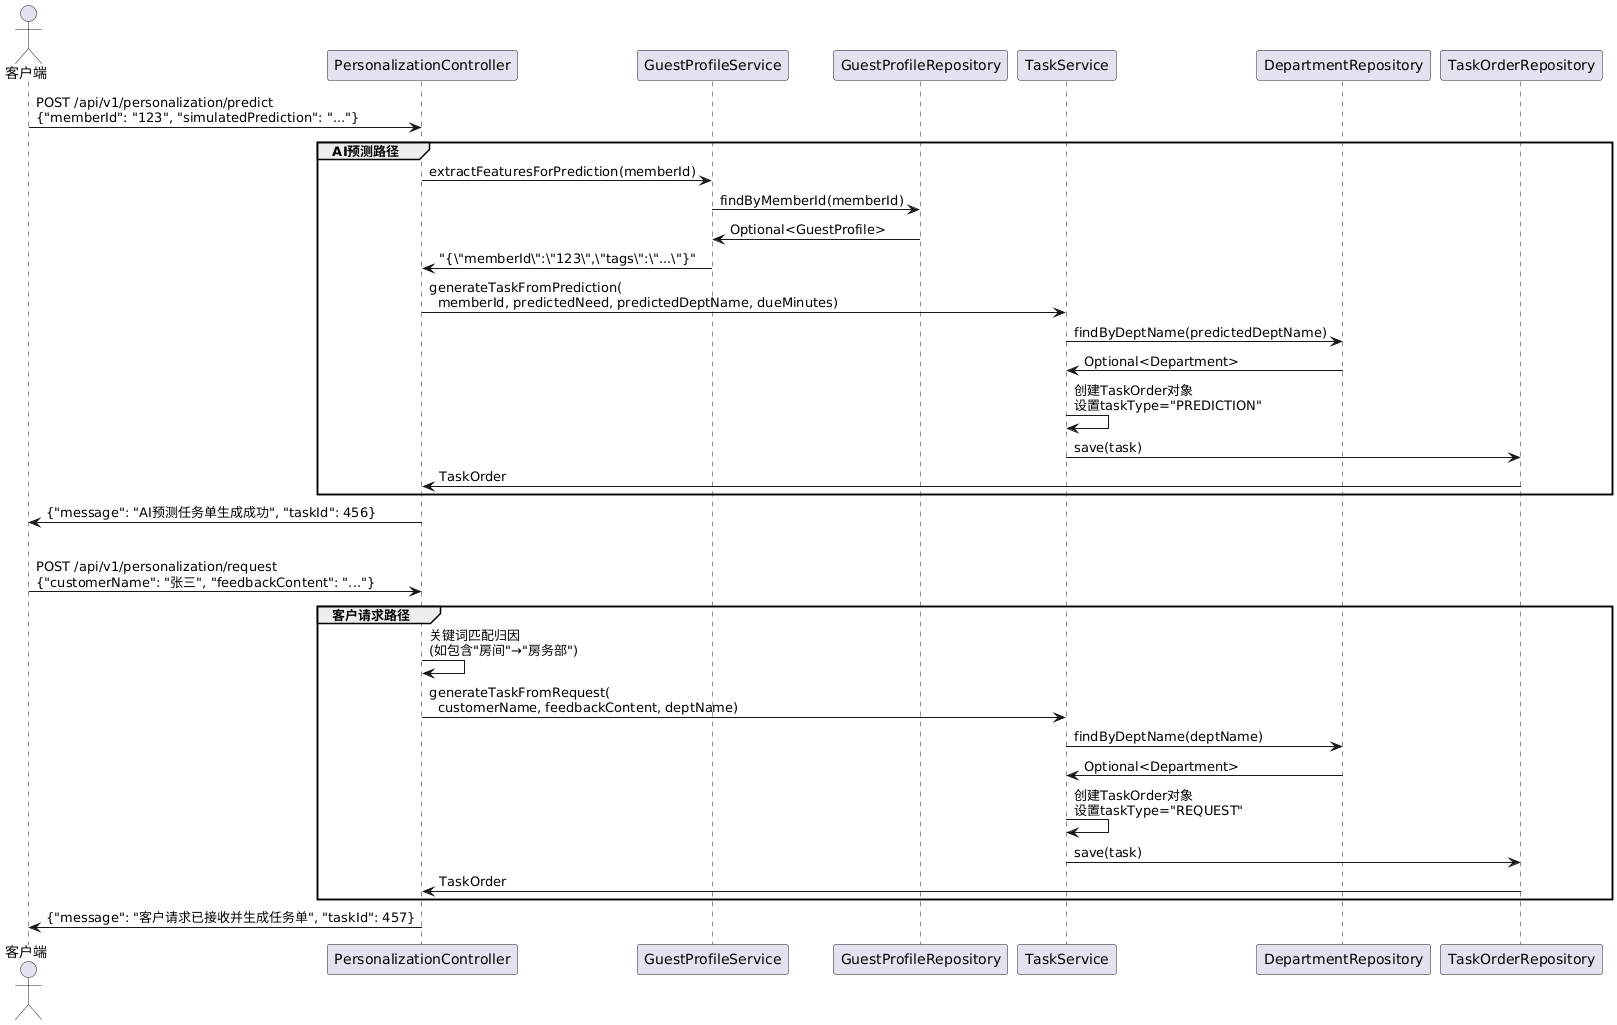 客户端
PersonalizationController
GuestProfileService
GuestProfileRepository
TaskService
DepartmentRepository
TaskOrderRepository
POST /api/v1/personalization/predict
{"memberId": "123", "simulatedPrediction": "..."}
AI预测路径
extractFeaturesForPrediction(memberId)
findByMemberId(memberId)
Optional<GuestProfile>
"{\"memberId\":\"123\",\"tags\":\"...\"}"
generateTaskFromPrediction(
memberId, predictedNeed, predictedDeptName, dueMinutes)
findByDeptName(predictedDeptName)
Optional<Department>
创建TaskOrder对象
设置taskType="PREDICTION"
save(task)
TaskOrder
{"message": "AI预测任务单生成成功", "taskId": 456}
POST /api/v1/personalization/request
{"customerName": "张三", "feedbackContent": "..."}
客户请求路径
关键词匹配归因
(如包含"房间"→"房务部")
generateTaskFromRequest(
customerName, feedbackContent, deptName)
findByDeptName(deptName)
Optional<Department>
创建TaskOrder对象
设置taskType="REQUEST"
save(task)
TaskOrder
{"message": "客户请求已接收并生成任务单", "taskId": 457}
客户端
PersonalizationController
GuestProfileService
GuestProfileRepository
TaskService
DepartmentRepository
TaskOrderRepository